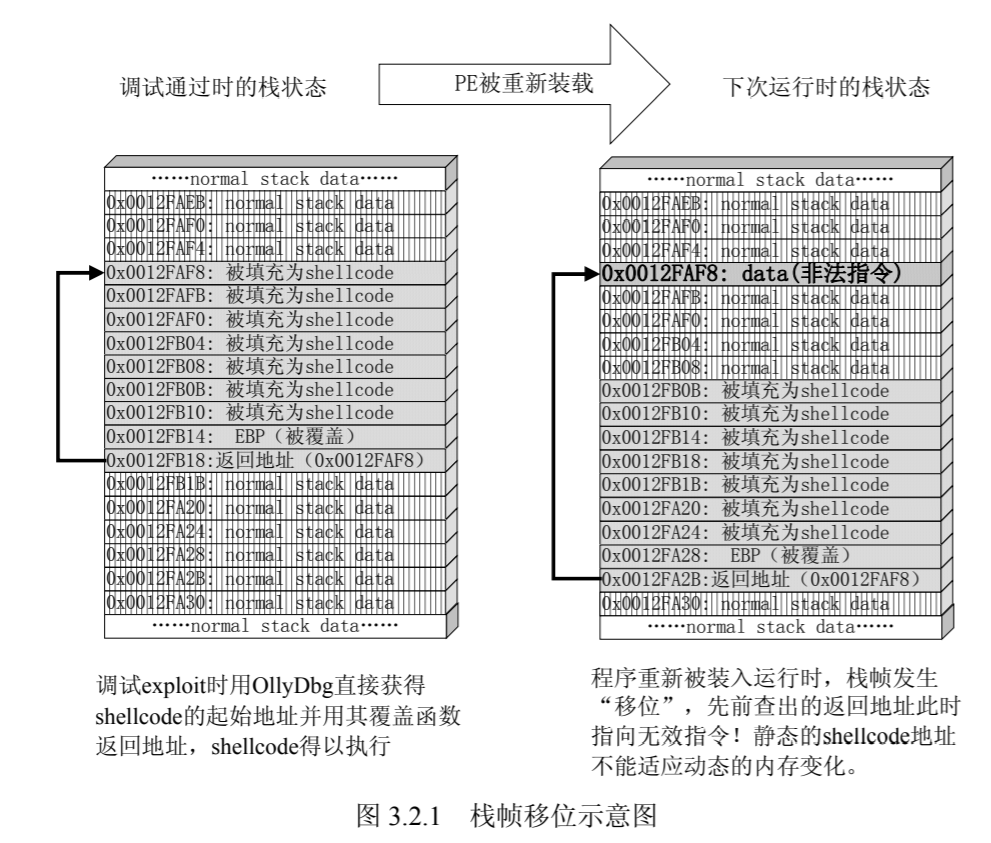 调试通过时的栈状态
PE被重新装载
下次运行时的栈状态
……normal stack data……
0x0012FAEB: normal stack data
0x0012FAF0: normal stack data
0x0012FAF4: normal stack data
0x0012FAF8: 被填充为shellcode
0x0012FAFB: 被填充为shellcode
0x0012FAF0: 被填充为shellcode
0x0012FB04: 被填充为shellcode
0x0012FB08: 被填充为shellcode
0x0012FB0B: 被填充为shellcode
0x0012FB10: 被填充为shellcode
0x0012FB14: EBP（被覆盖）
0x0012FB18:返回地址（0x0012FAF8）
0x0012FB1B: normal stack data
0x0012FA20: normal stack data
0x0012FA24: normal stack data
0x0012FA28: normal stack data
0x0012FA2B: normal stack data
0x0012FA30: normal stack data
……normal stack data……
……normal stack data……
0x0012FAEB: normal stack data
0x0012FAF0: normal stack data
0x0012FAF4: normal stack data
0x0012FAF8: data(非法指令)
0x0012FAFB: normal stack data
0x0012FAF0: normal stack data
0x0012FB04: normal stack data
0x0012FB08: normal stack data
0x0012FB0B: 被填充为shellcode
0x0012FB10: 被填充为shellcode
0x0012FB14: 被填充为shellcode
0x0012FB18: 被填充为shellcode
0x0012FB1B: 被填充为shellcode
0x0012FA20: 被填充为shellcode
0x0012FA24: 被填充为shellcode
0x0012FA28: EBP（被覆盖）
0x0012FA2B:返回地址（0x0012FAF8）
0x0012FA30: normal stack data
……normal stack data……
调试exploit时用OllyDbg直接获得
shellcode的起始地址并用其覆盖函数
返回地址，shellcode得以执行
程序重新被装入运行时，栈帧发生
“移位”，先前查出的返回地址此时
指向无效指令！静态的shellcode地址
不能适应动态的内存变化。
图 3.2.1 栈帧移位示意图